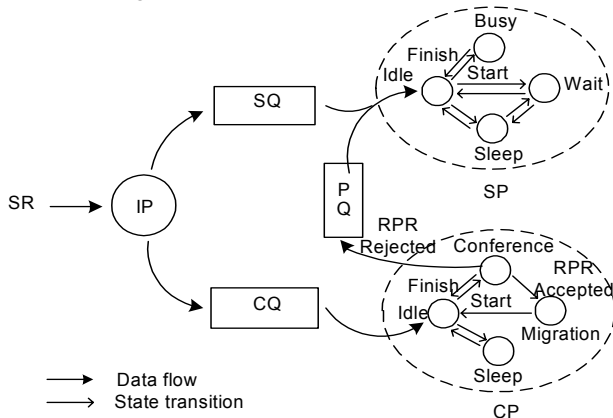 Busy
Finish
Start
Idle
Wait
Sleep
SP
SQ
SR
IP
P
Q
RPR
Rejected
Conference
RPR
Accepted
Finish
Start
Idle
Migration
Sleep
CP
CQ
Data flow
State transition